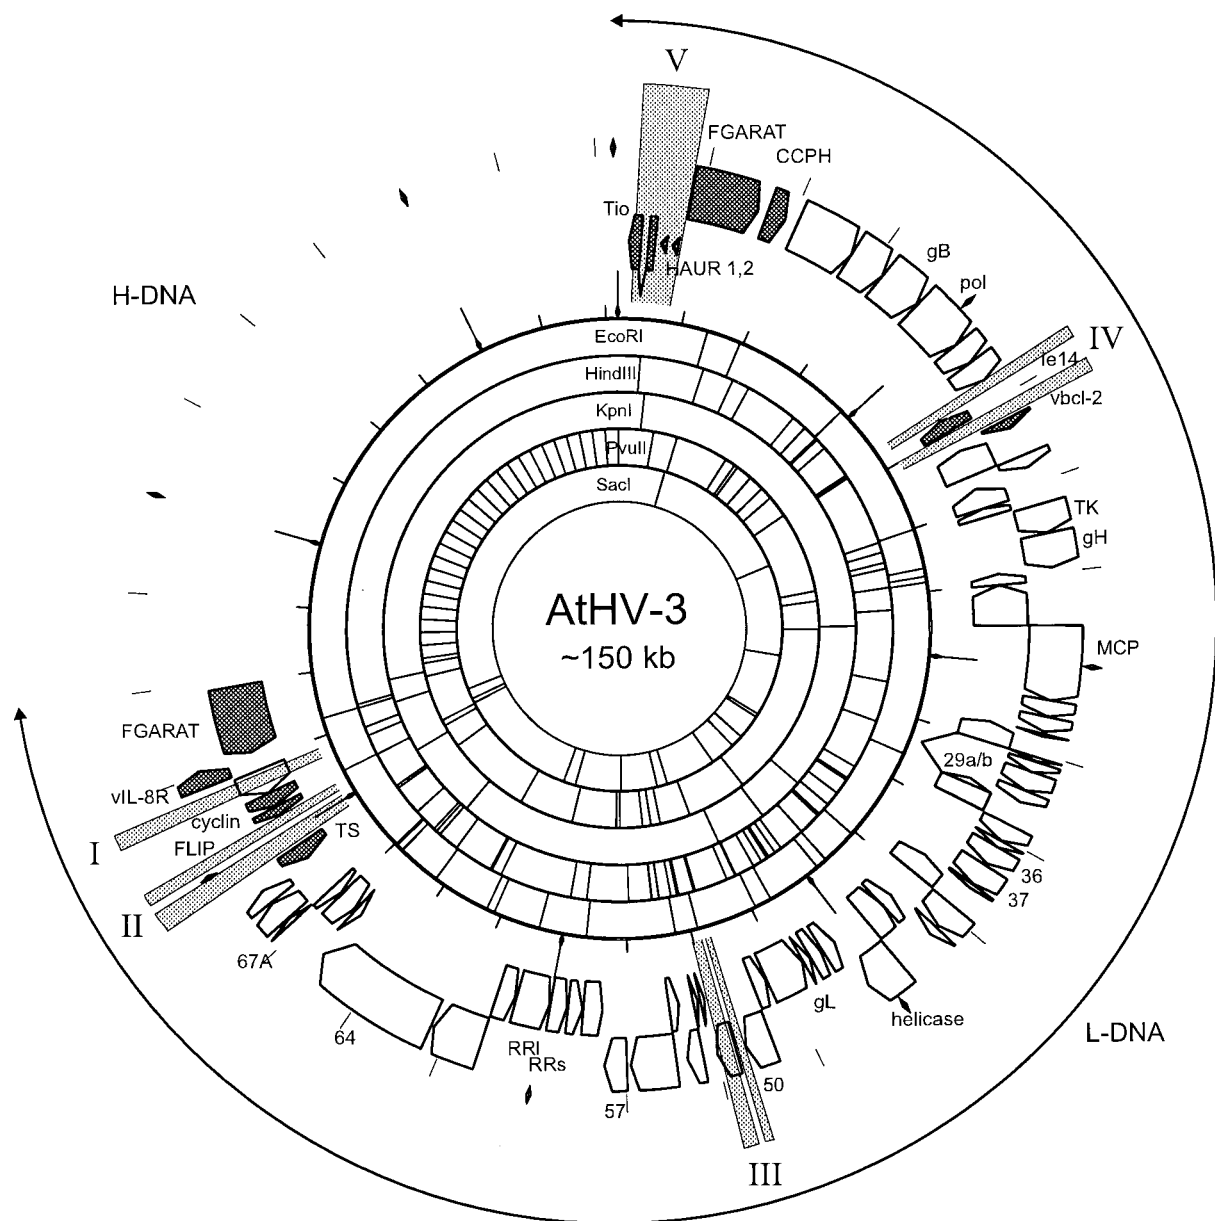 V
FGARAT
CCPH
Tio
HAUR 1,2
gB
pol
H-DNA
IV
Ie14
vbcl-2
EcoRI
HindIII
KpnI
PvuII
SacI
TK
gH
AtHV-3
~150 kb
MCP
FGARAT
29a/b
vIL-8R
cyclin
TS
I
FLIP
36
37
II
67A
gL
helicase
64
L-DNA
RRl
RRs
57
50
III